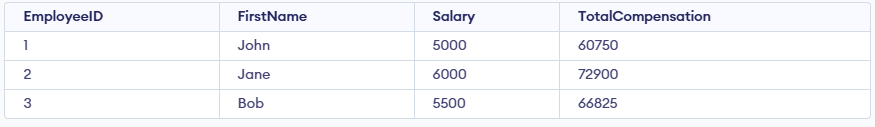 EmployeeID FirstName Salary TotalCompensation
1 John 5000 60750
2 Jane 6000 72900
3 Bob 5500 66825